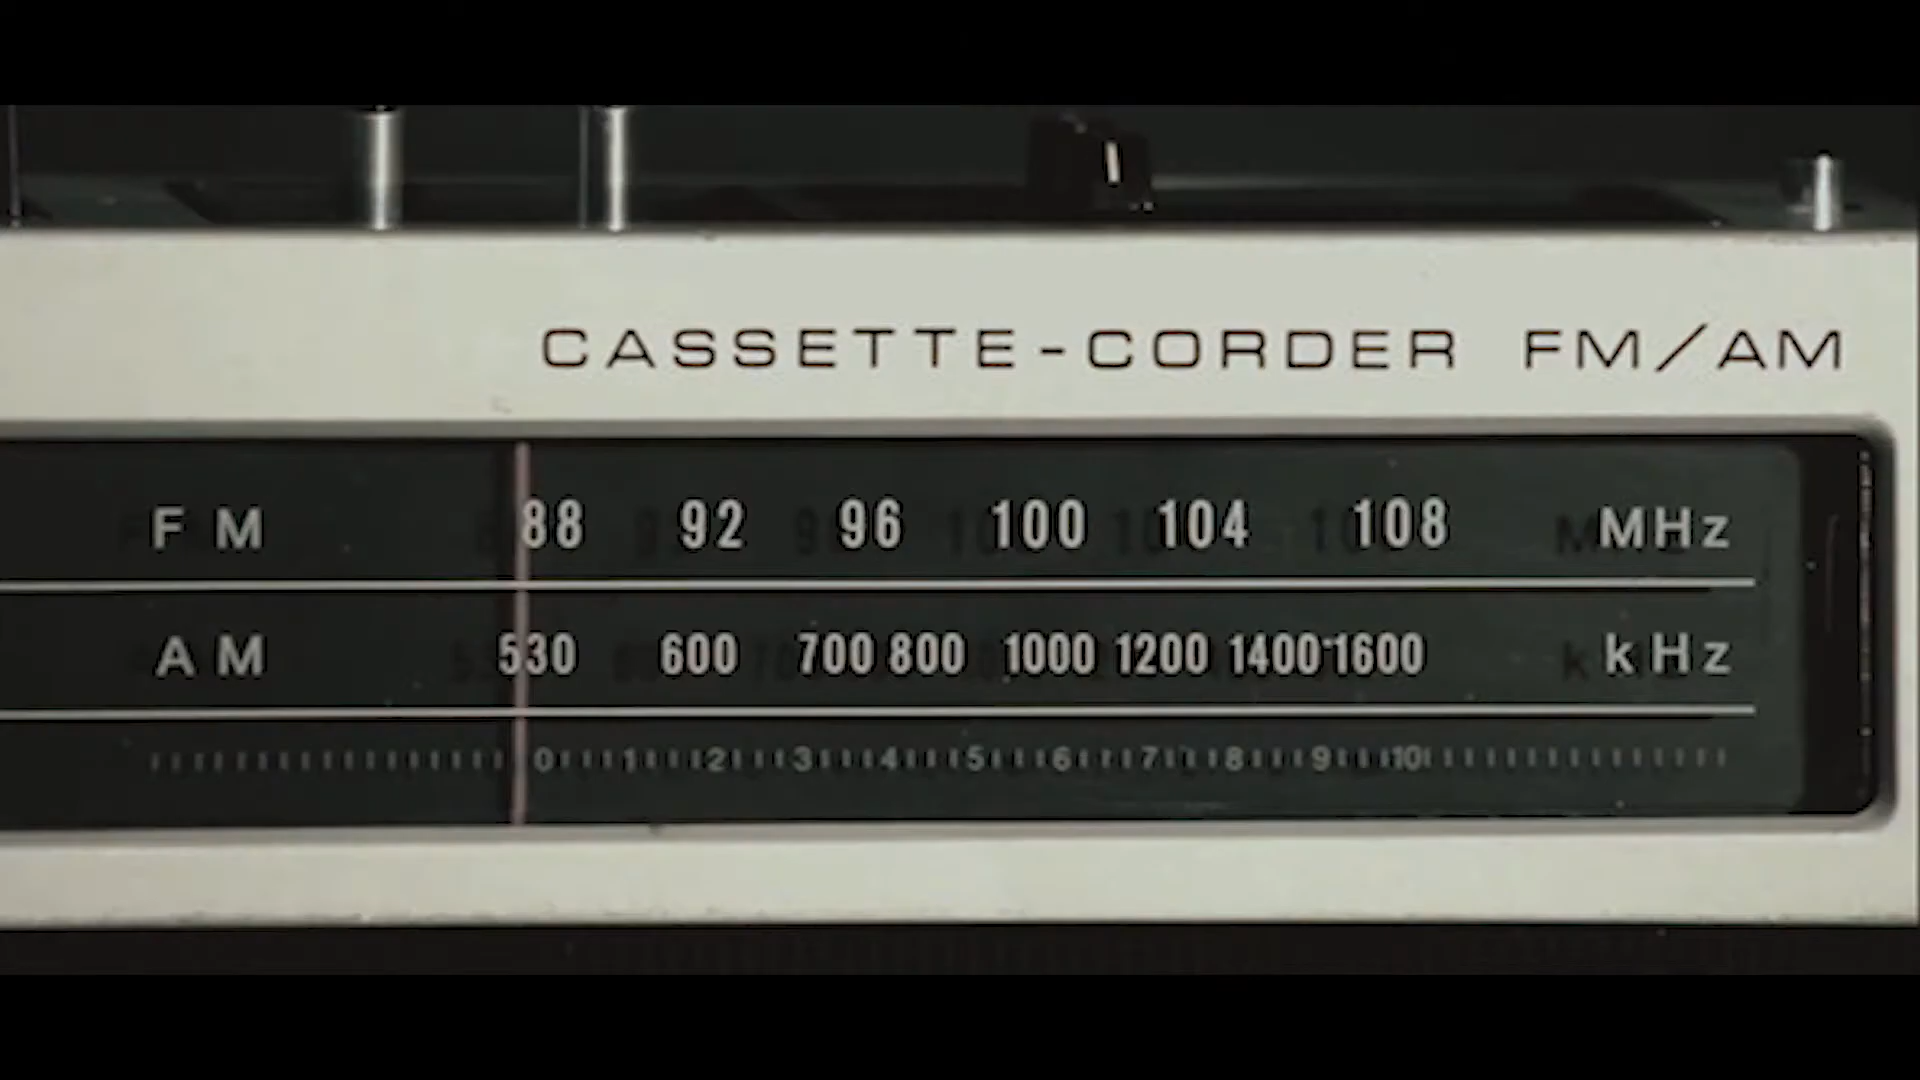 CASSETTE-CORDER FM/AM
FM 88 92 96 100 104 108 MHz
AM 530 600 700 800 1000 1200 1400 1600 kHz
0 1 2 3 4 5 6 7 8 9 10